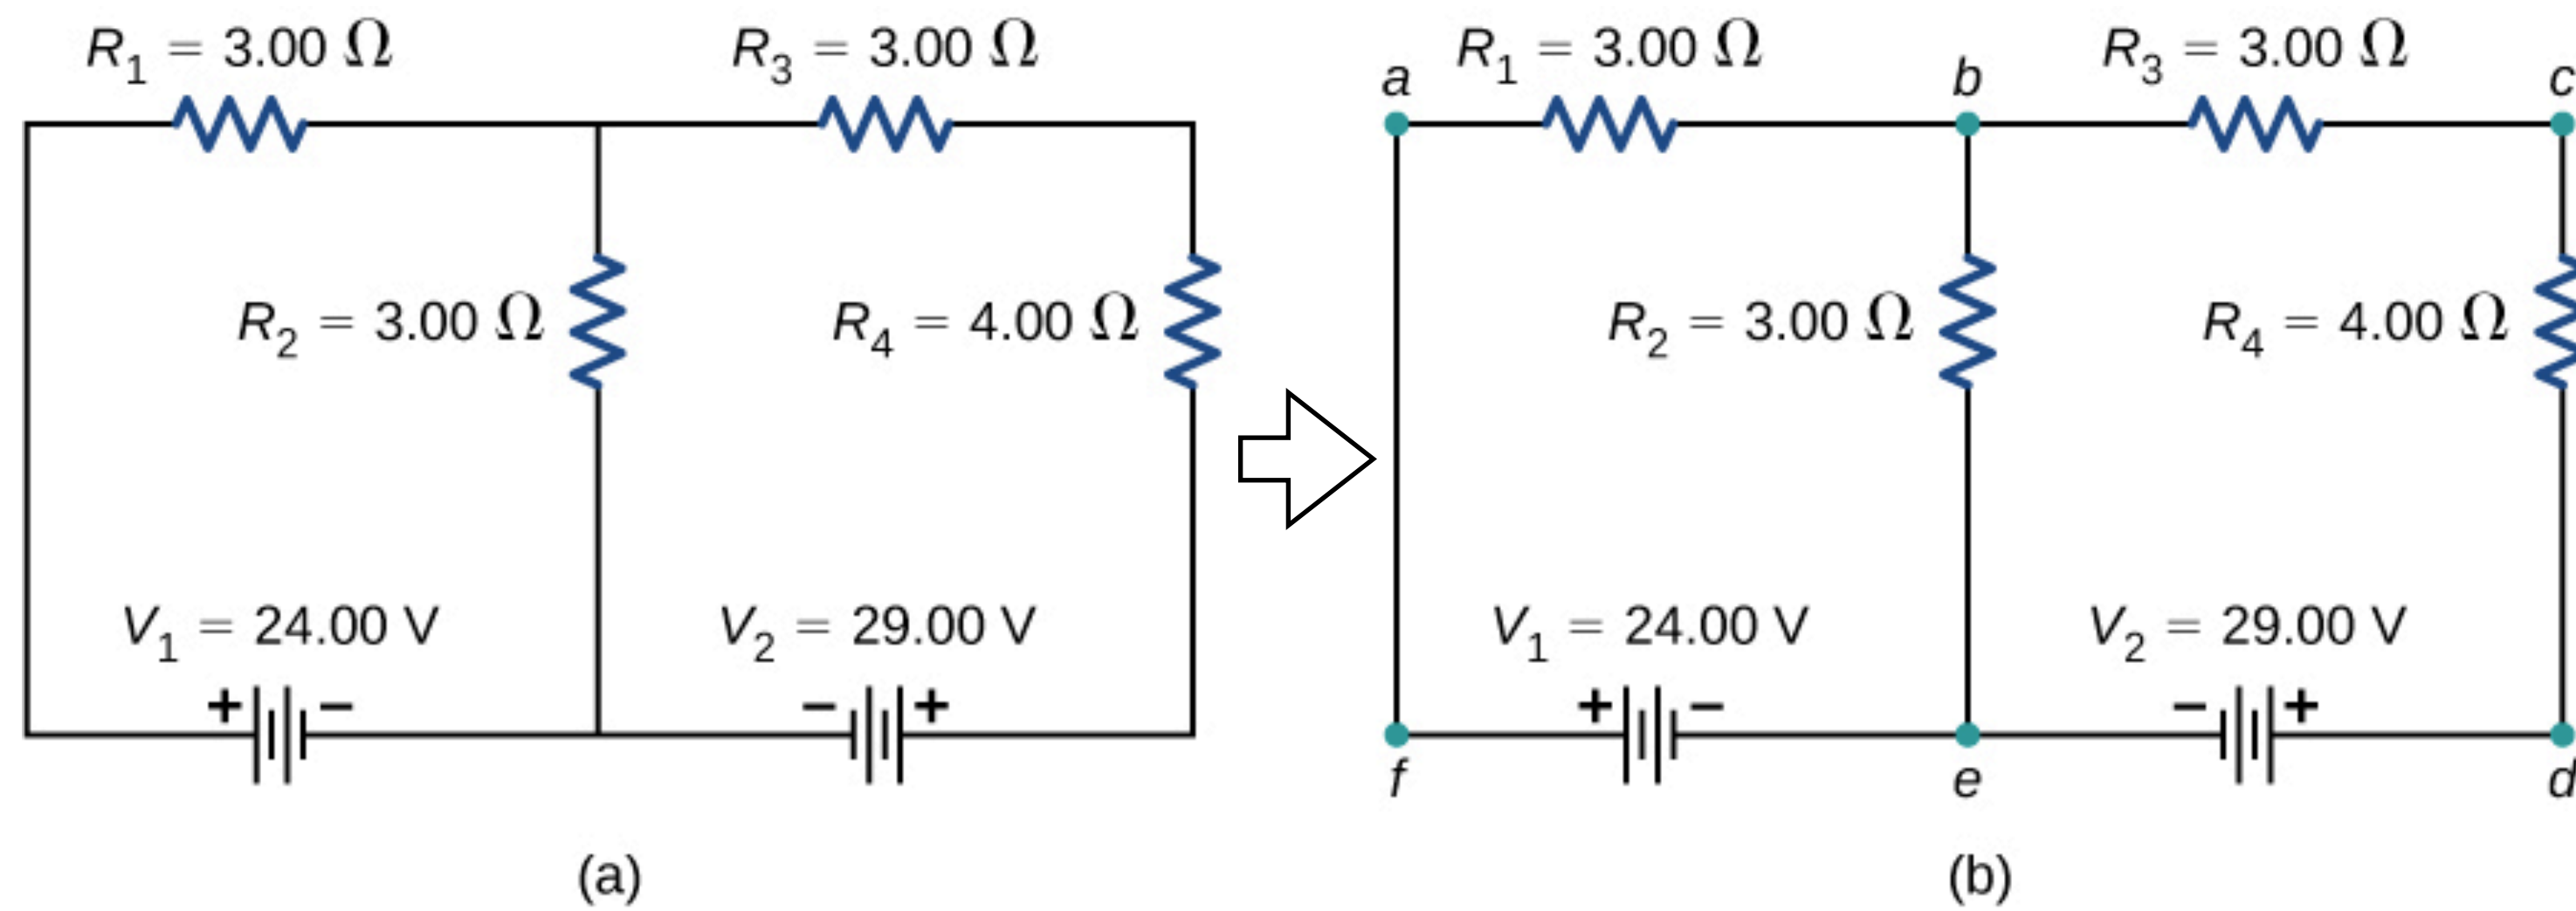 R₁ = 3.00 Ω
R₃ = 3.00 Ω
R₂ = 3.00 Ω
R₄ = 4.00 Ω
V₁ = 24.00 V
V₂ = 29.00 V
+ −
− +
(a)
a
R₁ = 3.00 Ω
b
R₃ = 3.00 Ω
c
R₂ = 3.00 Ω
R₄ = 4.00 Ω
V₁ = 24.00 V
V₂ = 29.00 V
+ −
− +
f
e
d
(b)